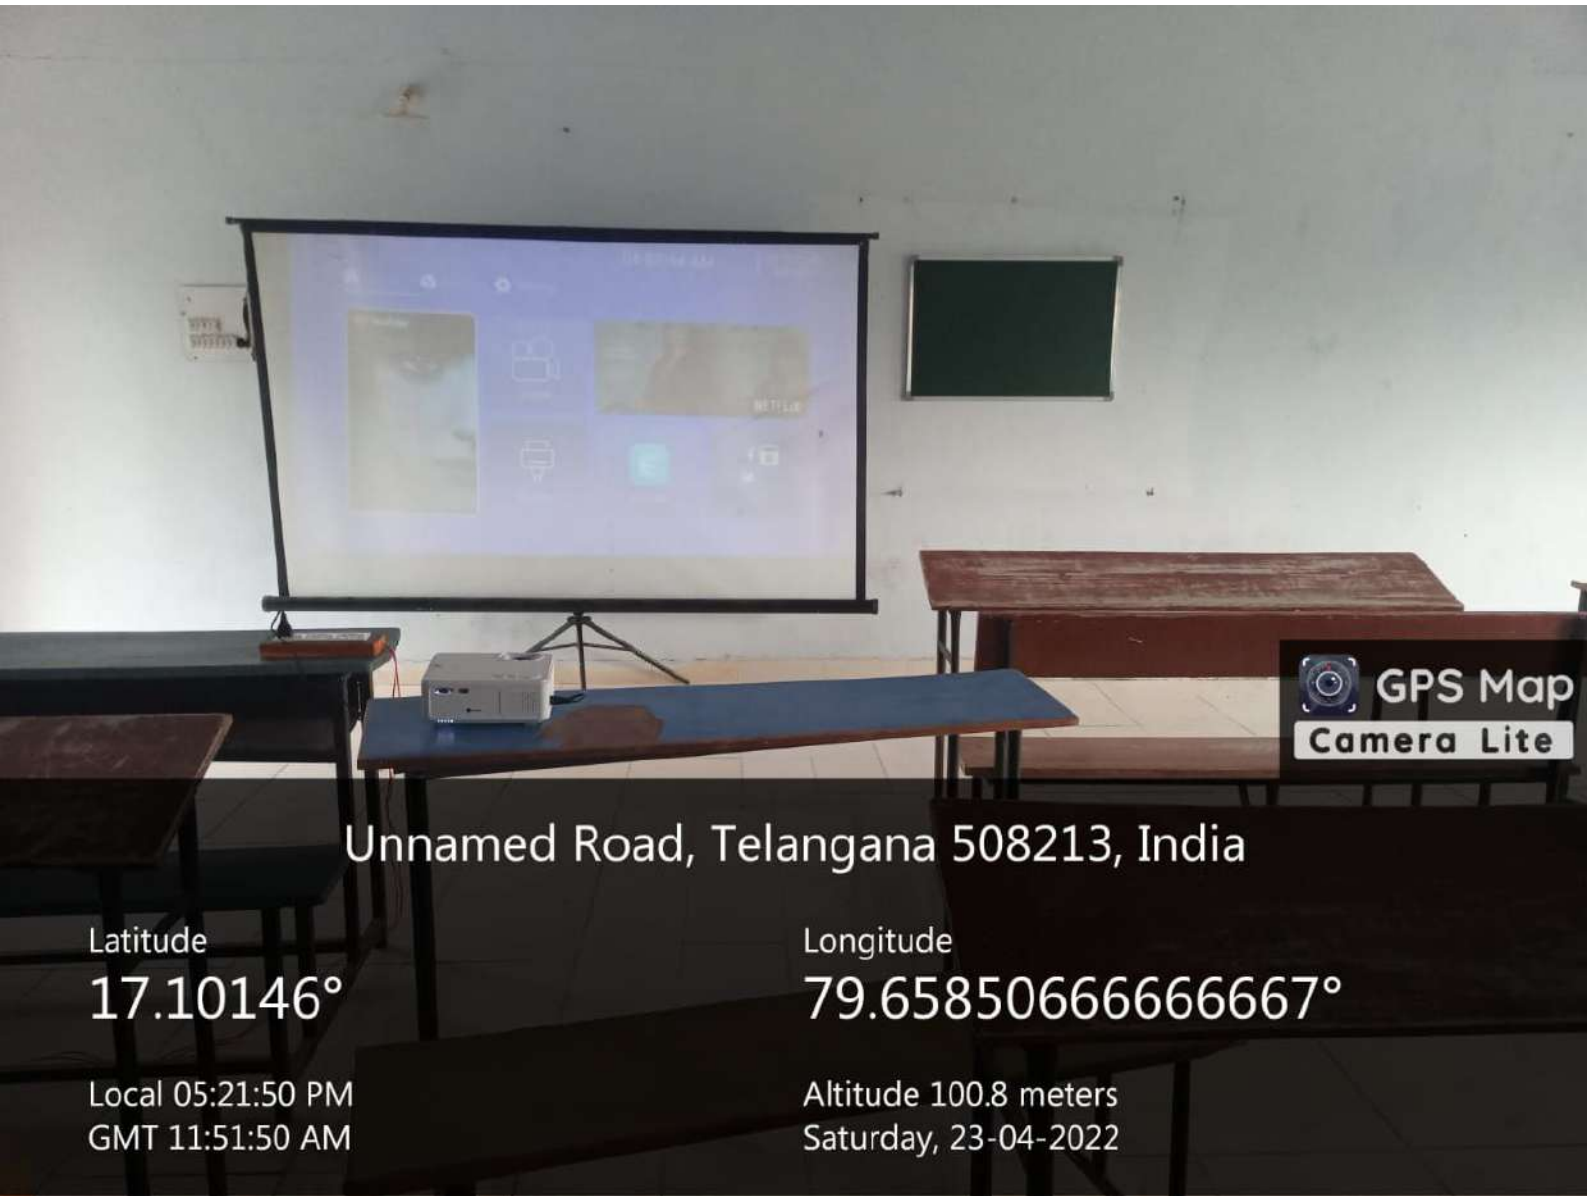 NETFLIX
GPS Map
Camera Lite
Unnamed Road, Telangana 508213, India
Latitude
17.10146°
Longitude
79.65850666666667°
Local 05:21:50 PM
GMT 11:51:50 AM
Altitude 100.8 meters
Saturday, 23-04-2022